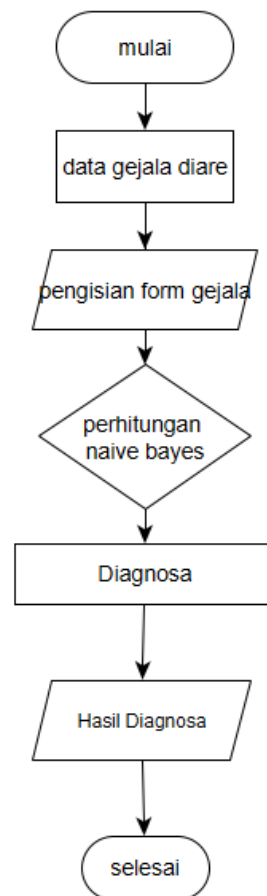 mulai
data gejala diare
pengisian form gejala
perhitungan
naive bayes
Diagnosa
Hasil Diagnosa
selesai